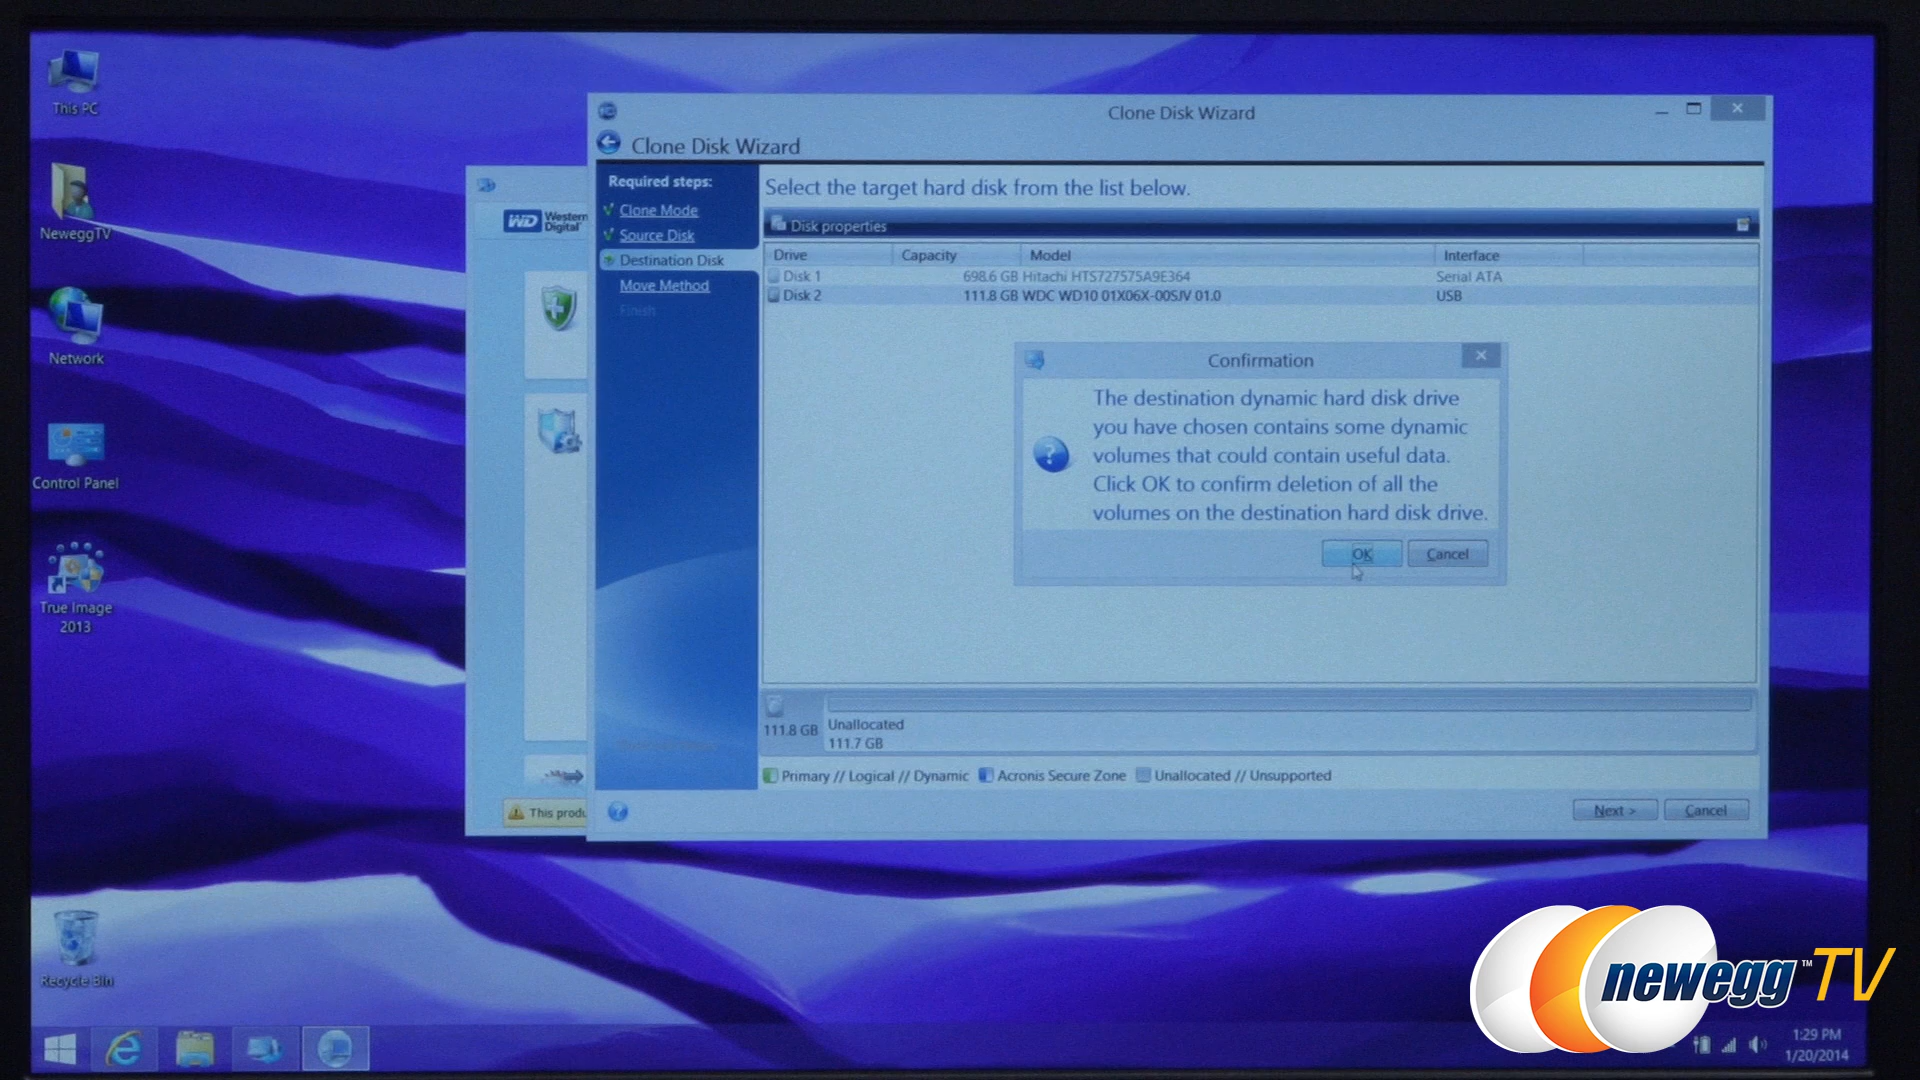 This PC
NeweggTV
Network
Control Panel
True Image
2013
Recycle Bin
WD Western
Digital
This produ
Clone Disk Wizard
Clone Disk Wizard
Required steps:
Clone Mode
Source Disk
Destination Disk
Move Method
Finish
Select the target hard disk from the list below.
Disk properties
Drive Capacity Model Interface
Disk 1 698.6 GB Hitachi HTS727575A9E364 Serial ATA
Disk 2 111.8 GB WDC WD10 01X06X-00SJV 01.0 USB
Confirmation
The destination dynamic hard disk drive
you have chosen contains some dynamic
volumes that could contain useful data.
Click OK to confirm deletion of all the
volumes on the destination hard disk drive.
OK Cancel
111.8 GB
Unallocated
111.7 GB
Primary // Logical // Dynamic Acronis Secure Zone Unallocated // Unsupported
Next > Cancel
newegg™TV
1:29 PM
1/20/2014